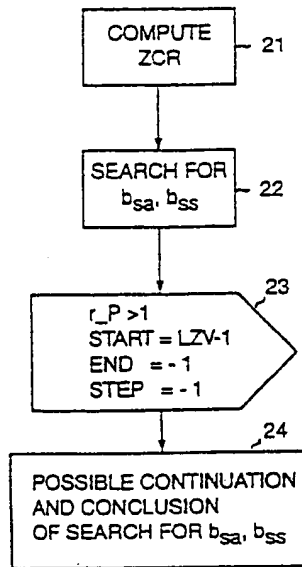 COMPUTE
ZCR
21
SEARCH FOR
b_sa, b_ss
22
23
r_P >1
START = LZV-1
END = - 1
STEP = - 1
24
POSSIBLE CONTINUATION
AND CONCLUSION
OF SEARCH FOR b_sa, b_ss